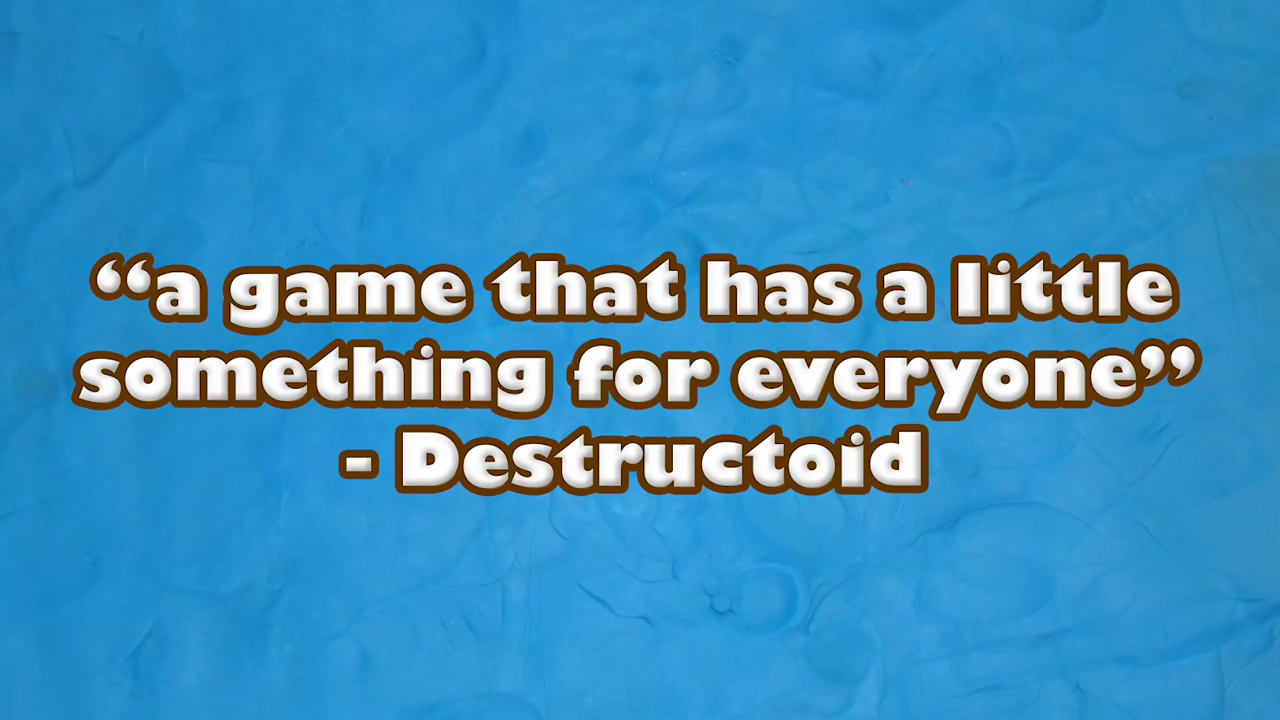 “a game that has a little
something for everyone”
- Destructoid